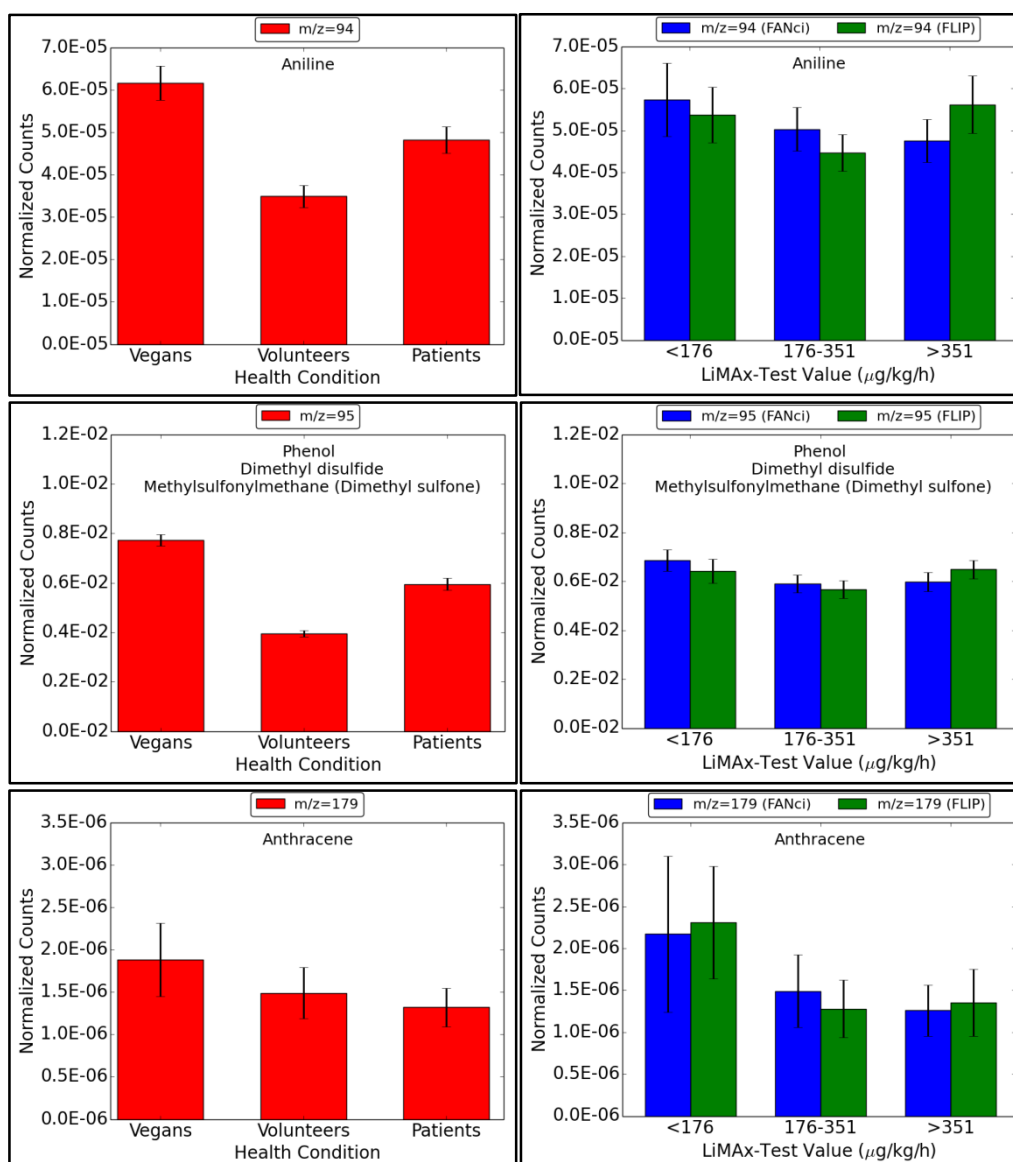 m/z=94
Aniline
Normalized Counts
7.0E-05
6.0E-05
5.0E-05
4.0E-05
3.0E-05
2.0E-05
1.0E-05
0.0E-05
Vegans Volunteers Patients
Health Condition
m/z=94 (FANci) m/z=94 (FLIP)
Aniline
Normalized Counts
7.0E-05
6.0E-05
5.0E-05
4.0E-05
3.0E-05
2.0E-05
1.0E-05
0.0E-05
<176 176-351 >351
LiMAx-Test Value (μg/kg/h)
m/z=95
Phenol
Dimethyl disulfide
Methylsulfonylmethane (Dimethyl sulfone)
Normalized Counts
1.2E-02
1.0E-02
0.8E-02
0.6E-02
0.4E-02
0.2E-02
0.0E-02
Vegans Volunteers Patients
Health Condition
m/z=95 (FANci) m/z=95 (FLIP)
Phenol
Dimethyl disulfide
Methylsulfonylmethane (Dimethyl sulfone)
Normalized Counts
1.2E-02
1.0E-02
0.8E-02
0.6E-02
0.4E-02
0.2E-02
0.0E-02
<176 176-351 >351
LiMAx-Test Value (μg/kg/h)
m/z=179
Anthracene
Normalized Counts
3.5E-06
3.0E-06
2.5E-06
2.0E-06
1.5E-06
1.0E-06
0.5E-06
0.0E-06
Vegans Volunteers Patients
Health Condition
m/z=179 (FANci) m/z=179 (FLIP)
Anthracene
Normalized Counts
3.5E-06
3.0E-06
2.5E-06
2.0E-06
1.5E-06
1.0E-06
0.5E-06
0.0E-06
<176 176-351 >351
LiMAx-Test Value (μg/kg/h)